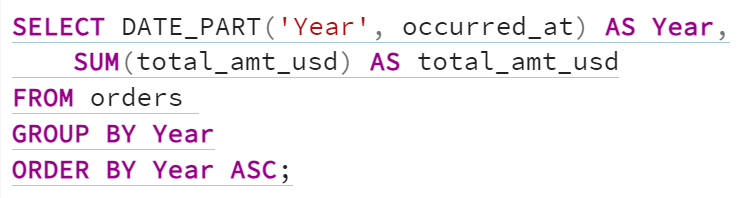 SELECT DATE_PART('Year', occurred_at) AS Year,
SUM(total_amt_usd) AS total_amt_usd
FROM orders
GROUP BY Year
ORDER BY Year ASC;